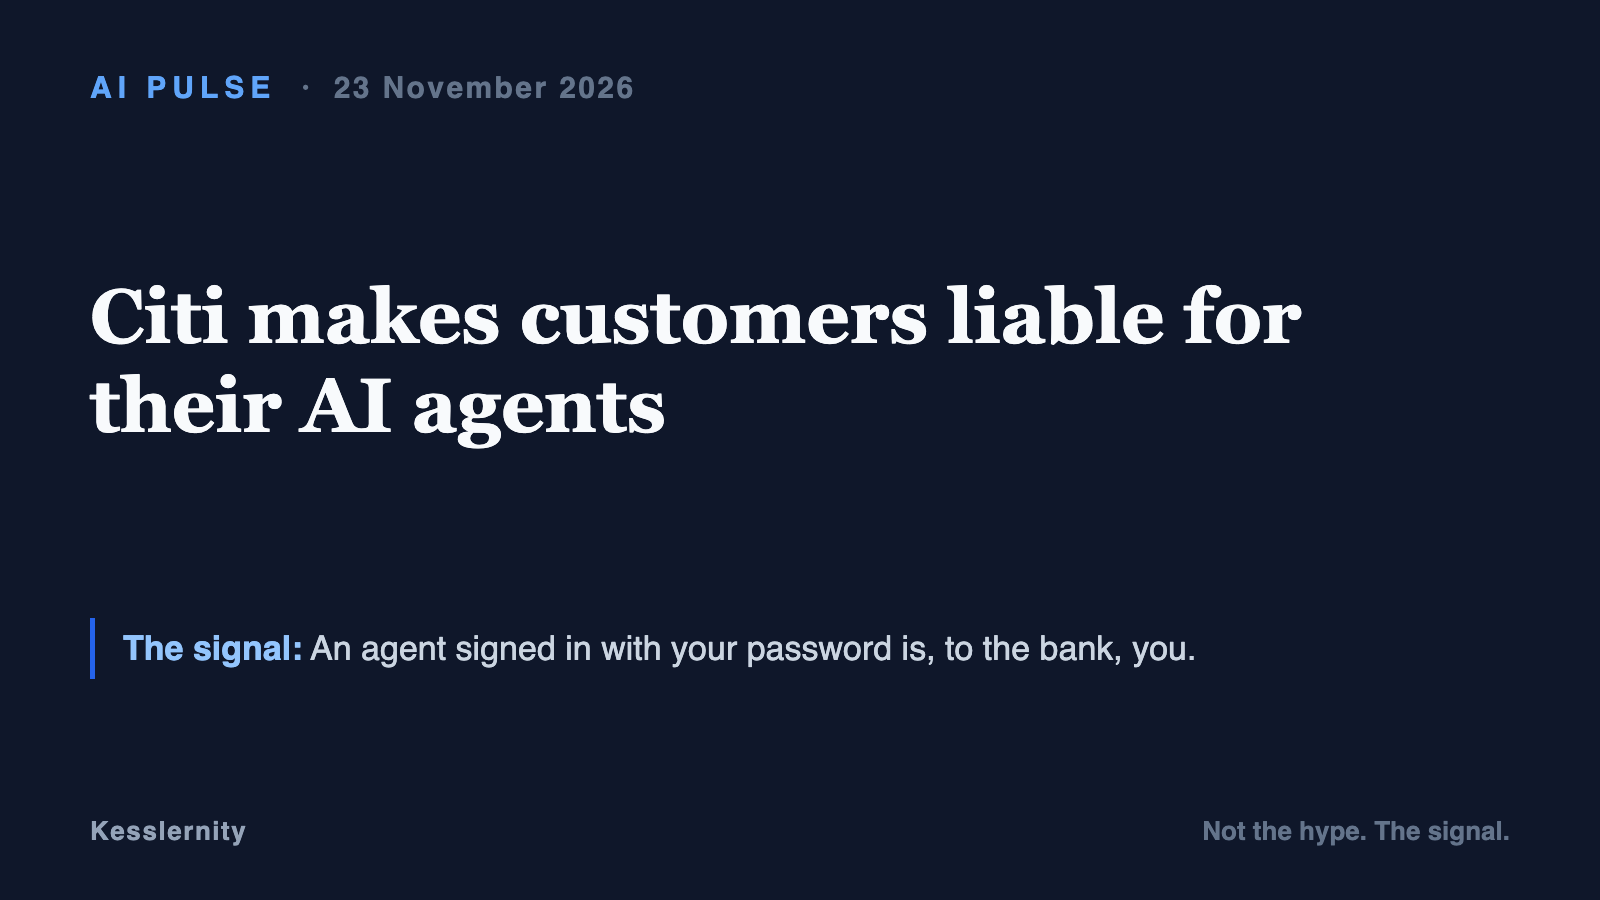 AI PULSE · 23 November 2026
Citi makes customers liable for
their AI agents
The signal: An agent signed in with your password is, to the bank, you.
Kesslernity
Not the hype. The signal.